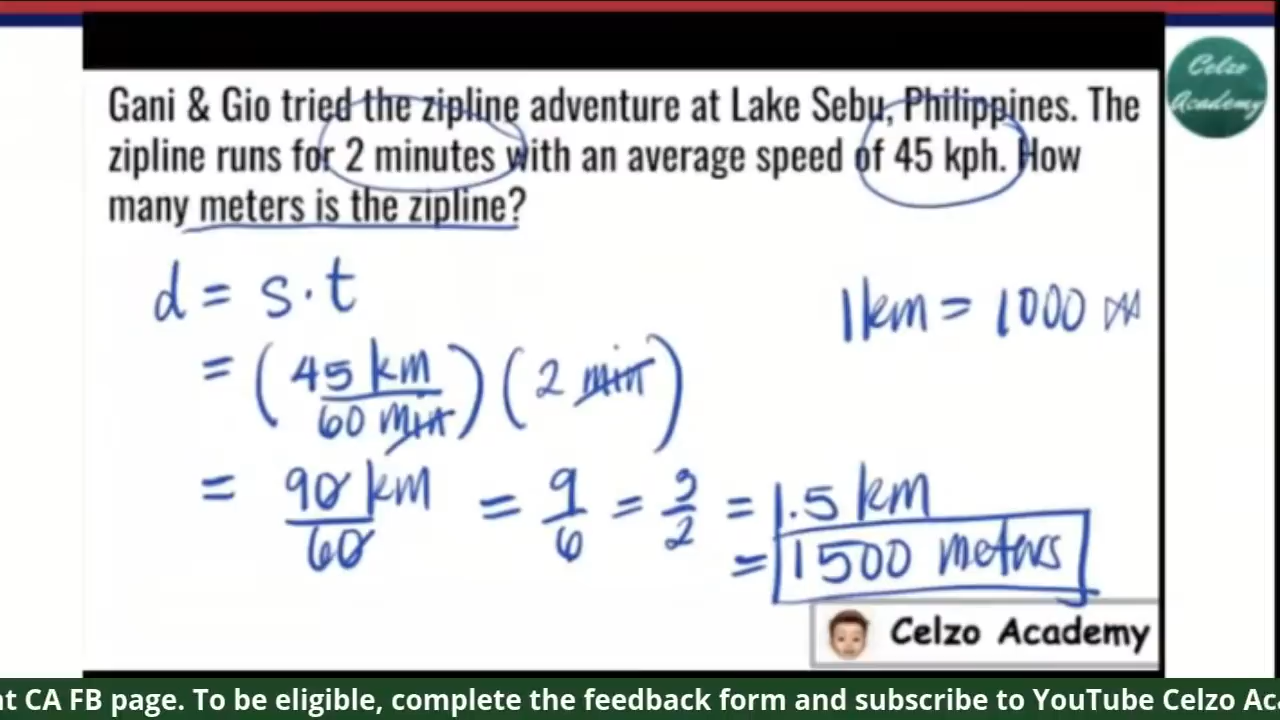 Celzo
Academy
Gani & Gio tried the zipline adventure at Lake Sebu, Philippines. The
zipline runs for 2 minutes with an average speed of 45 kph. How
many meters is the zipline?
d = s·t
1km = 1000 m
= (45 km/60 min)(2 min)
= 90 km/60 = 9/6 = 3/2 = 1.5 km
= 1500 meters
Celzo Academy
at CA FB page. To be eligible, complete the feedback form and subscribe to YouTube Celzo Ac